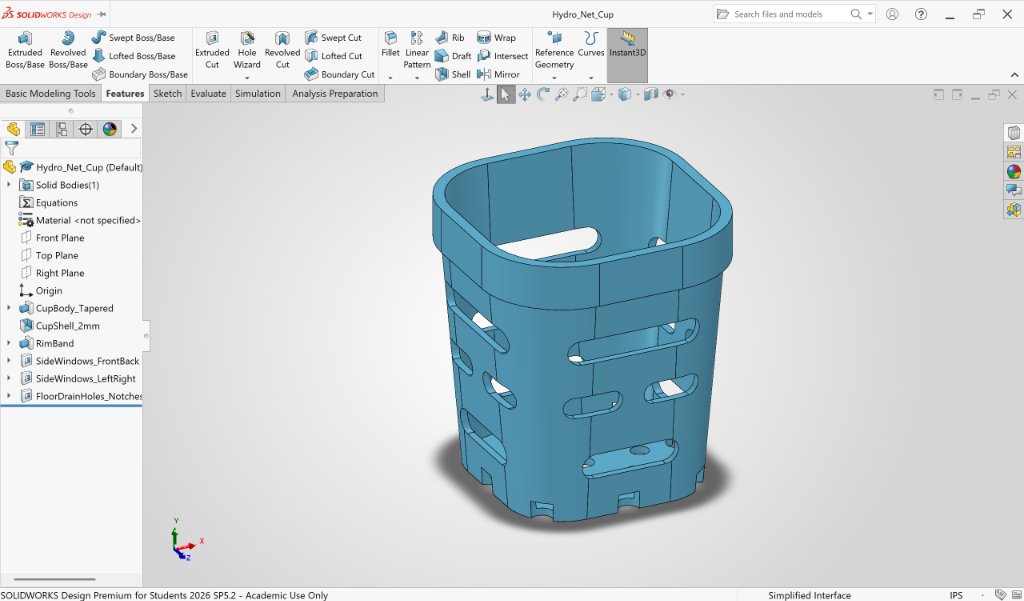 SOLIDWORKS Design
Hydro_Net_Cup
Search files and models
Extruded Boss/Base
Revolved Boss/Base
Swept Boss/Base
Lofted Boss/Base
Boundary Boss/Base
Extruded Cut
Hole Wizard
Revolved Cut
Swept Cut
Lofted Cut
Boundary Cut
Fillet
Linear Pattern
Rib
Draft
Shell
Wrap
Intersect
Mirror
Reference Geometry
Curves
Instant3D
Basic Modeling Tools
Features
Sketch
Evaluate
Simulation
Analysis Preparation
Hydro_Net_Cup (Default)
Solid Bodies(1)
Equations
Material <not specified>
Front Plane
Top Plane
Right Plane
Origin
CupBody_Tapered
CupShell_2mm
RimBand
SideWindows_FrontBack
SideWindows_LeftRight
FloorDrainHoles_Notches
Y
X
Z
SOLIDWORKS Design Premium for Students 2026 SP5.2 - Academic Use Only
Simplified Interface
IPS